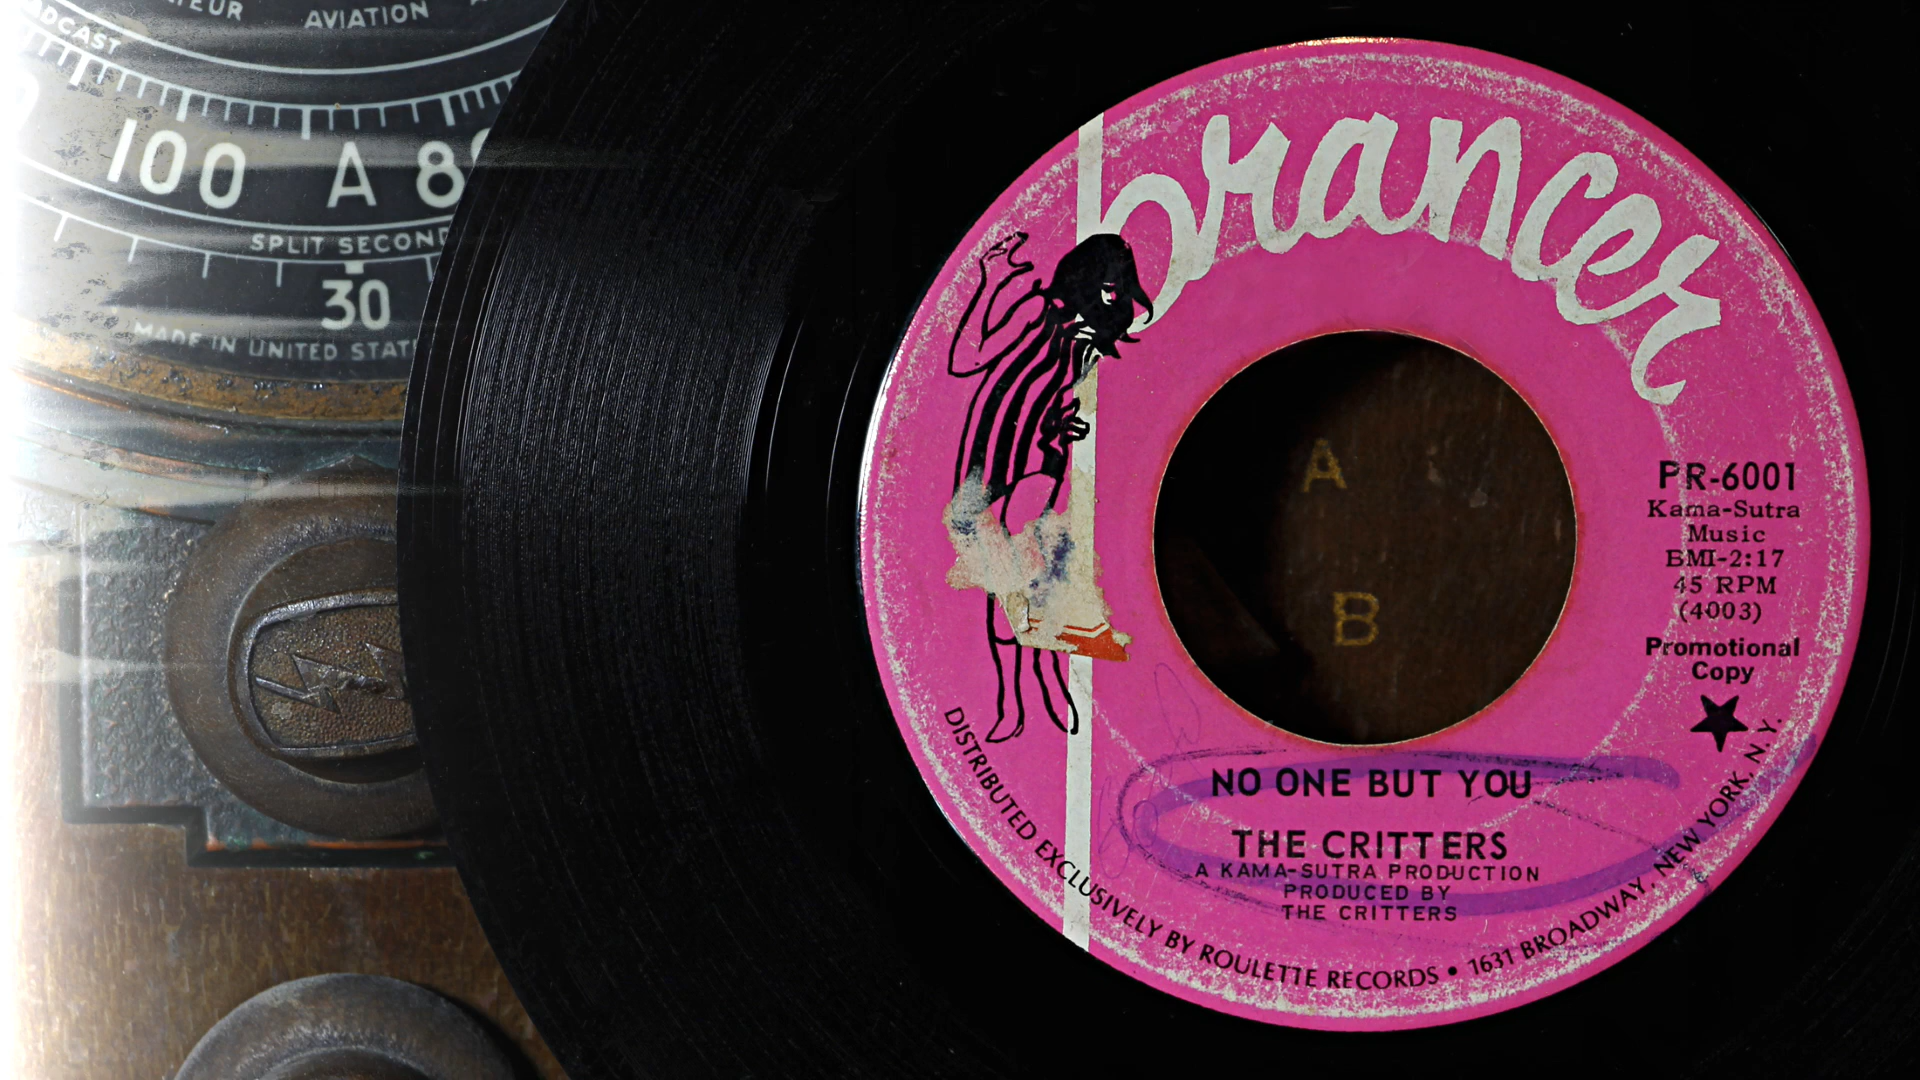 AVIATION
100 A 8
SPLIT SECOND
30
MADE IN UNITED STAT
prancer
A
B
PR-6001
Kama-Sutra
Music
BMI-2:17
45 RPM
(4003)
Promotional
Copy
NO ONE BUT YOU
THE CRITTERS
A KAMA-SUTRA PRODUCTION
PRODUCED BY
THE CRITTERS
DISTRIBUTED EXCLUSIVELY BY ROULETTE RECORDS • 1631 BROADWAY, NEW YORK, N.Y.